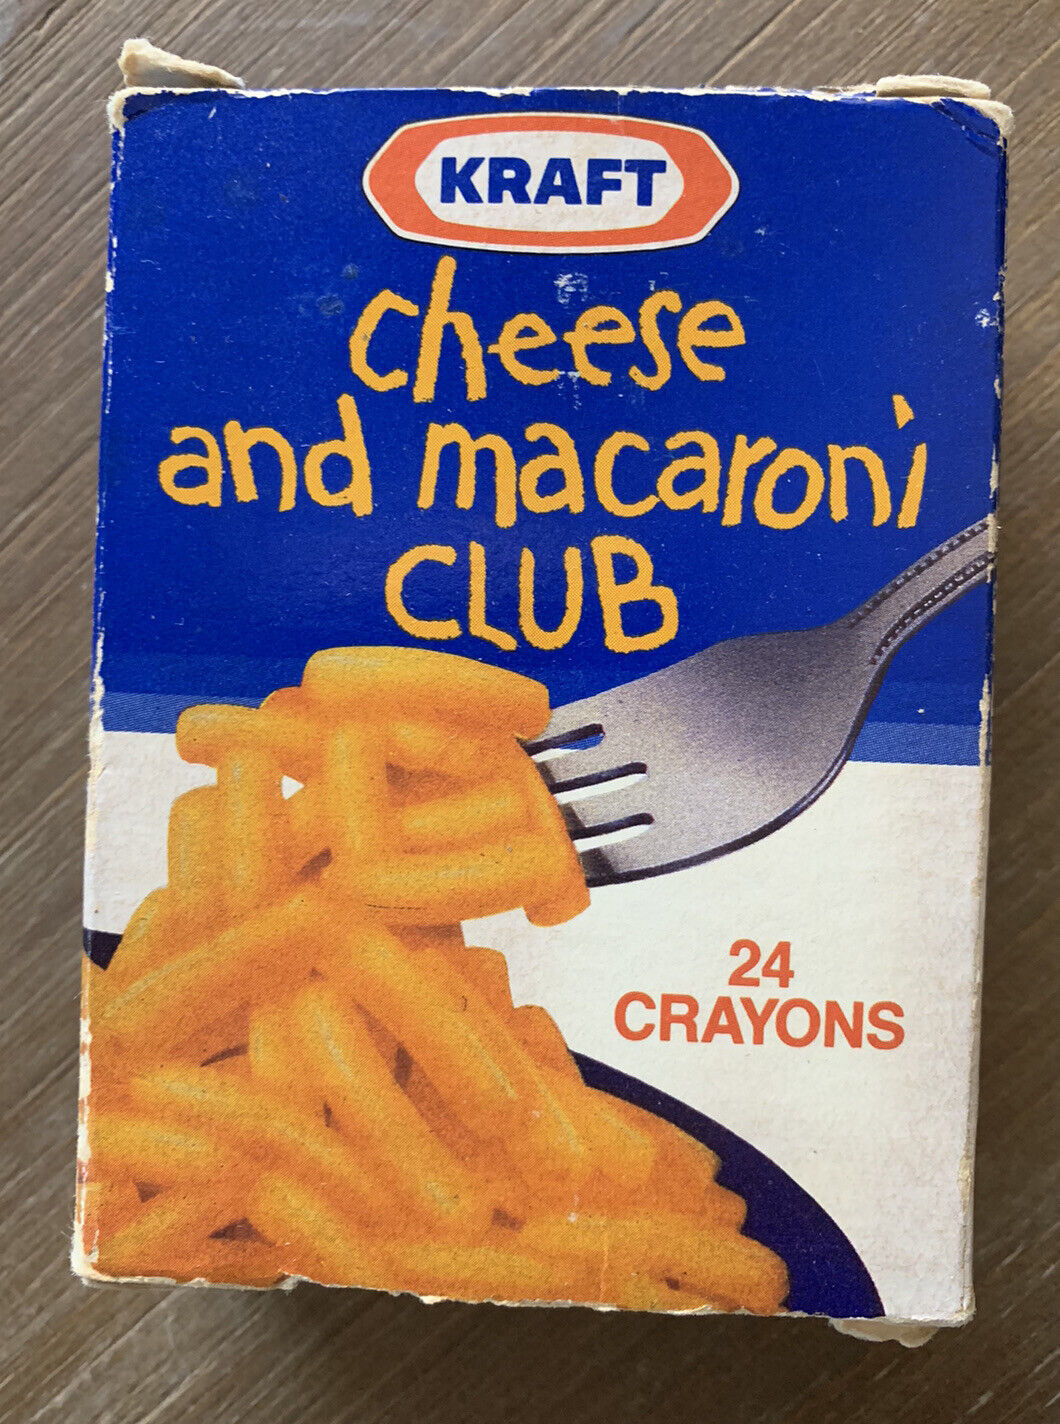 KRAFT
cheese
and macaroni
CLUB
24
CRAYONS